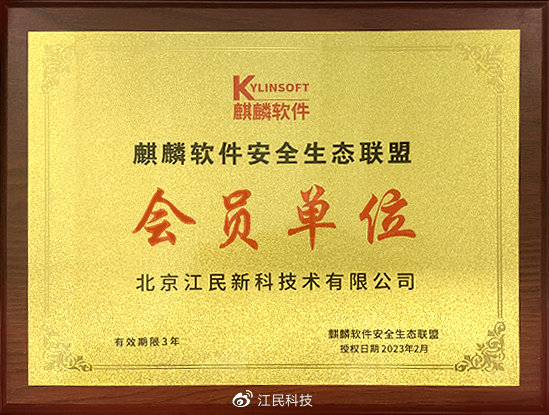 KYLINSOFT
麒麟软件
麒麟软件安全生态联盟
会员单位
北京江民新科技术有限公司
有效期限3年
麒麟软件安全生态联盟
授权日期2023年2月
江民科技